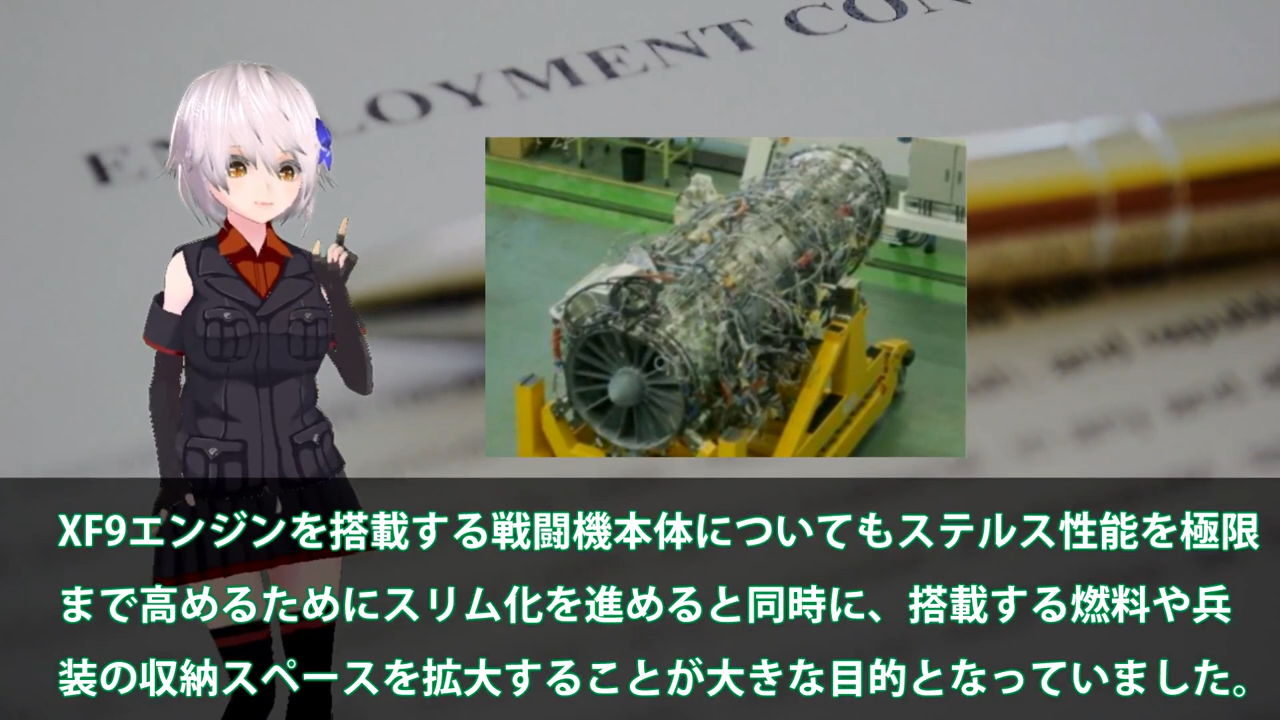 EMPLOYMENT CON
XF9エンジンを搭載する戦闘機本体についてもステルス性能を極限
まで高めるためにスリム化を進めると同時に、搭載する燃料や兵
装の収納スペースを拡大することが大きな目的となっていました。